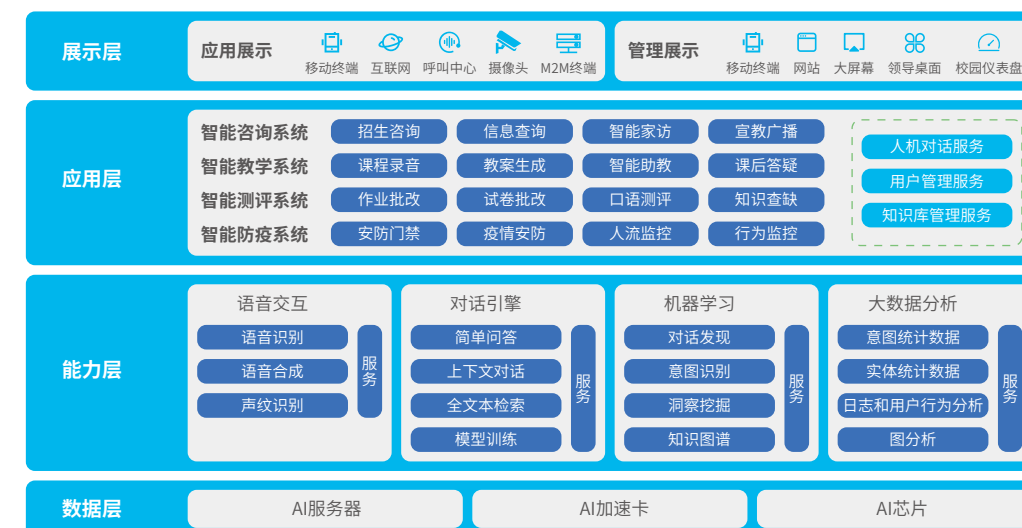 展示层
应用展示
移动终端 互联网 呼叫中心 摄像头 M2M终端
管理展示
移动终端 网站 大屏幕 领导桌面 校园仪表盘
应用层
智能咨询系统 招生咨询 信息查询 智能家访 宣教广播
智能教学系统 课程录音 教案生成 智能助教 课后答疑
智能测评系统 作业批改 试卷批改 口语测评 知识查缺
智能防疫系统 安防门禁 疫情安防 人流监控 行为监控
人机对话服务
用户管理服务
知识库管理服务
能力层
语音交互
语音识别
语音合成
声纹识别
服务
对话引擎
简单问答
上下文对话
全文本检索
模型训练
服务
机器学习
对话发现
意图识别
洞察挖掘
知识图谱
服务
大数据分析
意图统计数据
实体统计数据
日志和用户行为分析
图分析
服务
数据层
AI服务器 AI加速卡 AI芯片